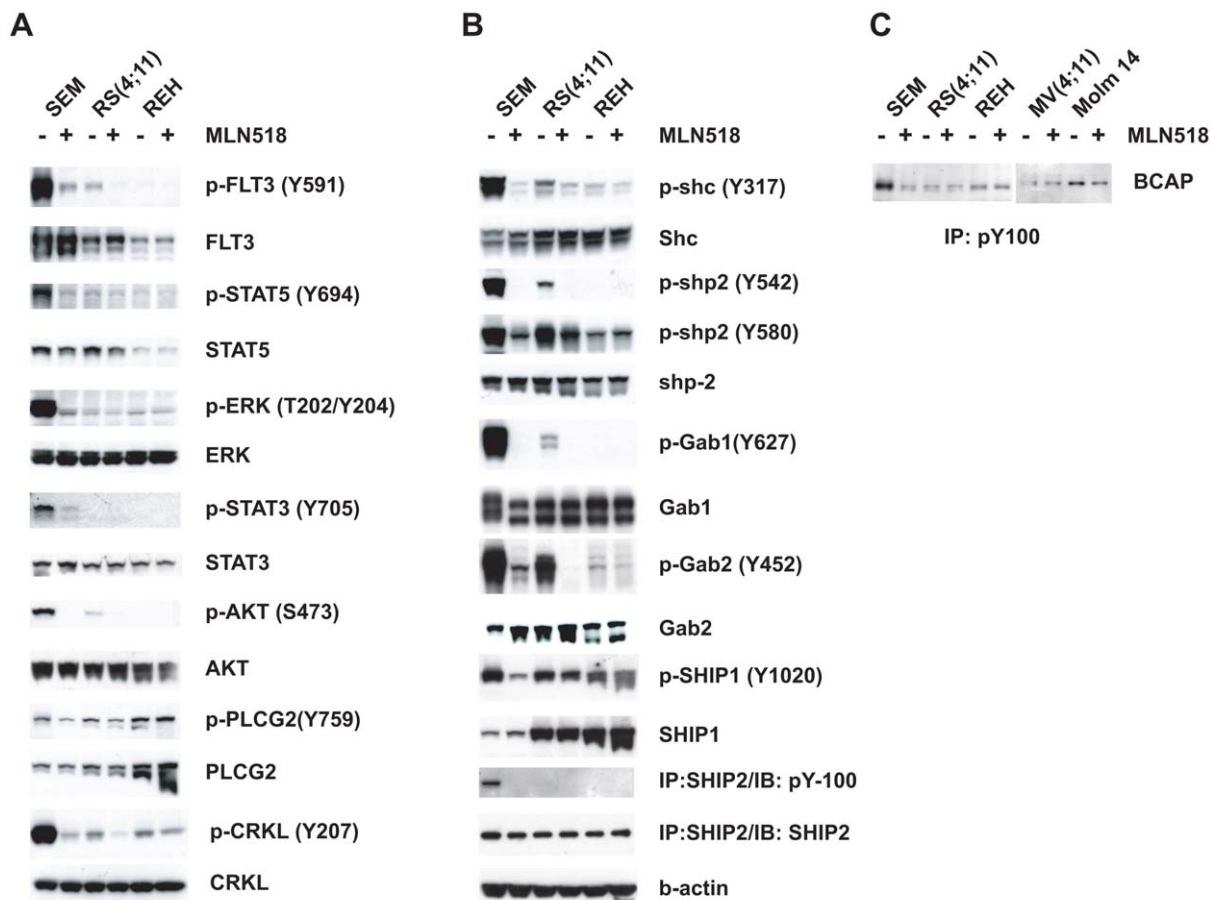 A
SEM RS(4;11) REH
- + - + - + MLN518
p-FLT3 (Y591)
FLT3
p-STAT5 (Y694)
STAT5
p-ERK (T202/Y204)
ERK
p-STAT3 (Y705)
STAT3
p-AKT (S473)
AKT
p-PLCG2(Y759)
PLCG2
p-CRKL (Y207)
CRKL
B
SEM RS(4;11) REH
- + - + - + MLN518
p-shc (Y317)
Shc
p-shp2 (Y542)
p-shp2 (Y580)
shp-2
p-Gab1(Y627)
Gab1
p-Gab2 (Y452)
Gab2
p-SHIP1 (Y1020)
SHIP1
IP:SHIP2/IB: pY-100
IP:SHIP2/IB: SHIP2
b-actin
C
SEM RS(4;11) REH MV(4;11) Molm 14
- + - + - + - + - + MLN518
BCAP
IP: pY100